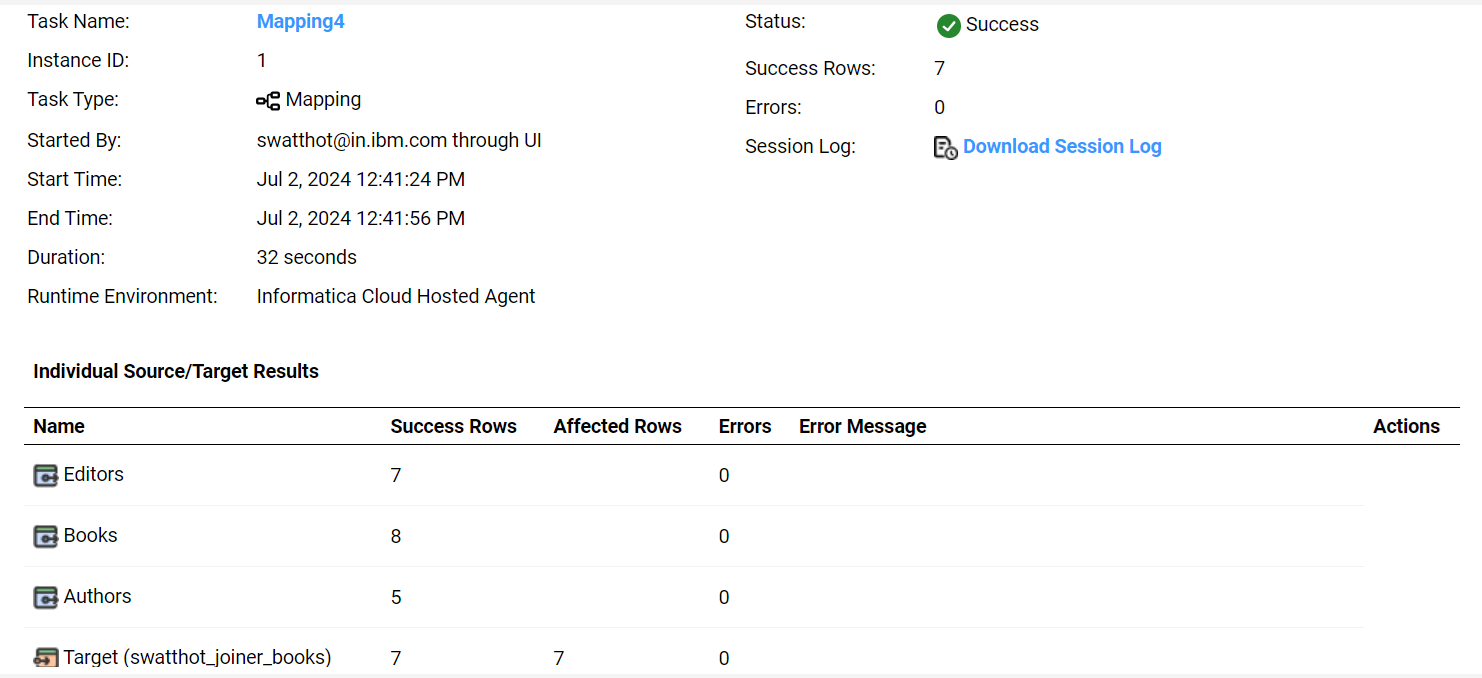 Task Name: Mapping4
Status: Success
Instance ID: 1
Success Rows: 7
Task Type: Mapping
Errors: 0
Started By: swatthot@in.ibm.com through UI
Session Log: Download Session Log
Start Time: Jul 2, 2024 12:41:24 PM
End Time: Jul 2, 2024 12:41:56 PM
Duration: 32 seconds
Runtime Environment: Informatica Cloud Hosted Agent
Individual Source/Target Results
Name Success Rows Affected Rows Errors Error Message Actions
Editors 7 0
Books 8 0
Authors 5 0
Target (swatthot_joiner_books) 7 7 0